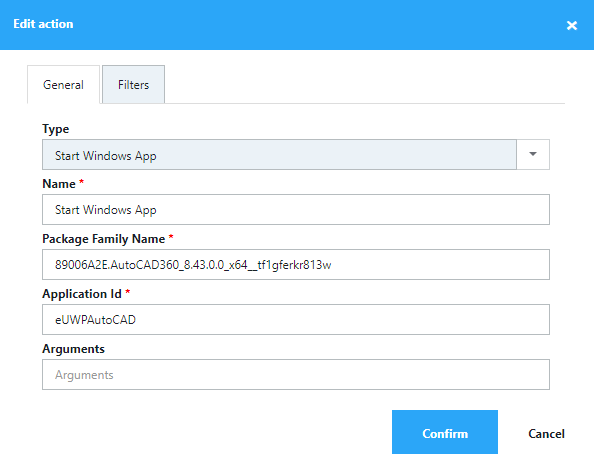 Edit action
×
General Filters
Type
Start Windows App
Name *
Start Windows App
Package Family Name *
89006A2E.AutoCAD360_8.43.0.0_x64__tf1gferkr813w
Application Id *
eUWPAutoCAD
Arguments
Arguments
Confirm Cancel